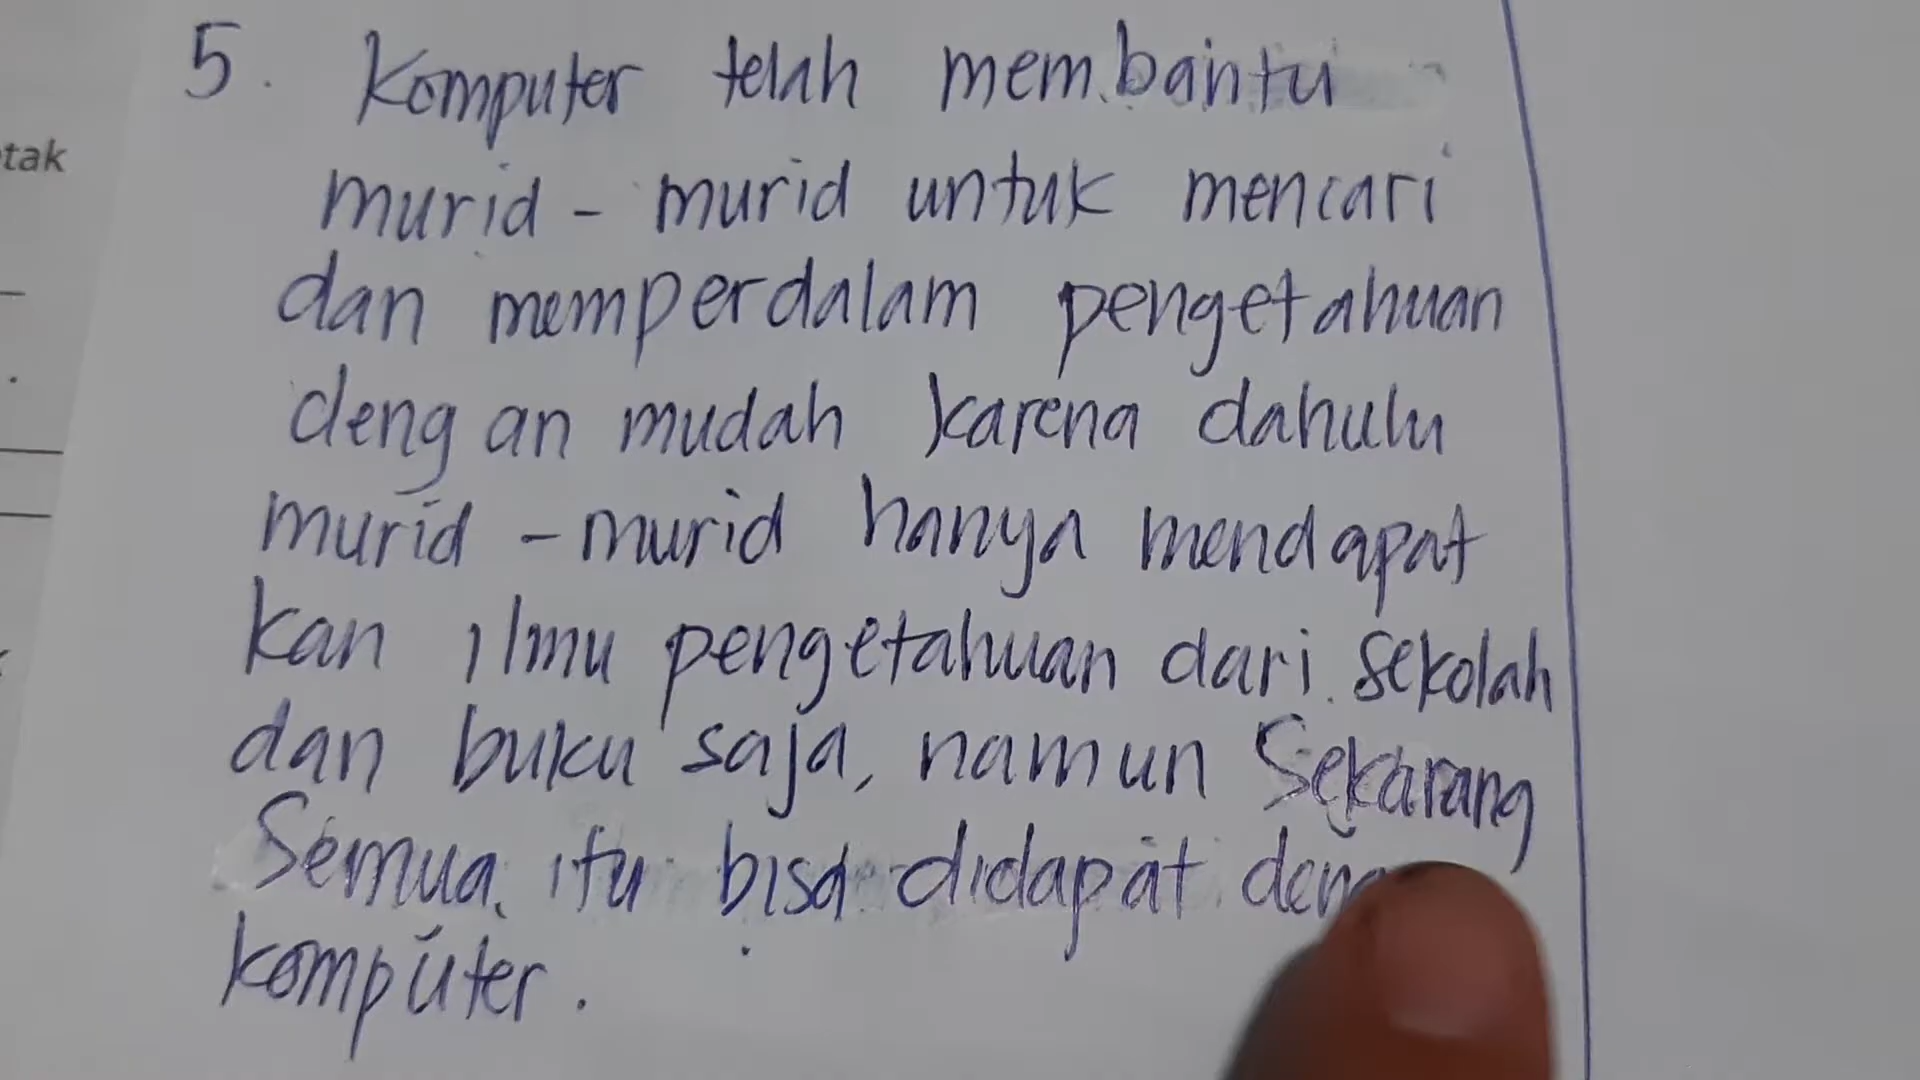 tak
5. Komputer telah membantu
murid - murid untuk mencari
dan memperdalam pengetahuan
dengan mudah karena dahulu
murid - murid hanya mendapat
kan ilmu pengetahuan dari sekolah
dan buku saja, namun Sekarang
Semua itu bisa didapat
komputer.